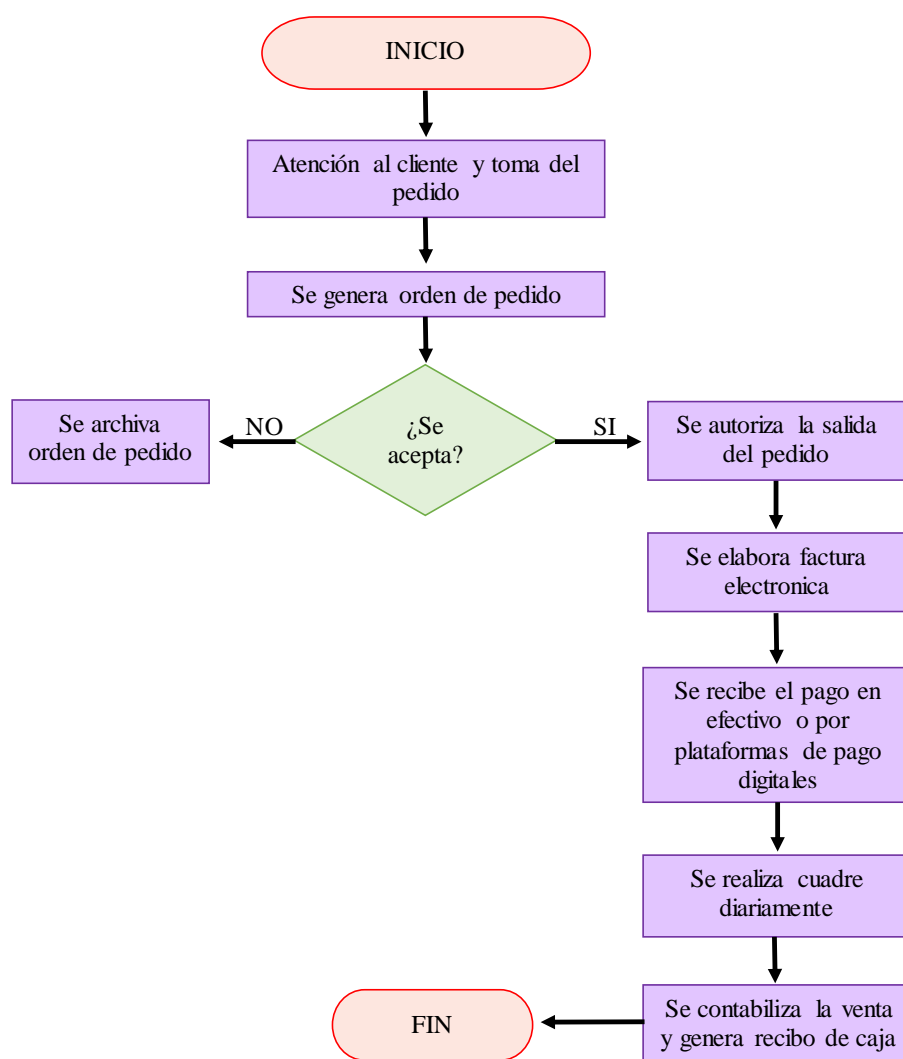 INICIO
Atención al cliente y toma del
pedido
Se genera orden de pedido
¿Se
acepta?
NO
SI
Se archiva
orden de pedido
Se autoriza la salida
del pedido
Se elabora factura
electronica
Se recibe el pago en
efectivo o por
plataformas de pago
digitales
Se realiza cuadre
diariamente
Se contabiliza la venta
y genera recibo de caja
FIN